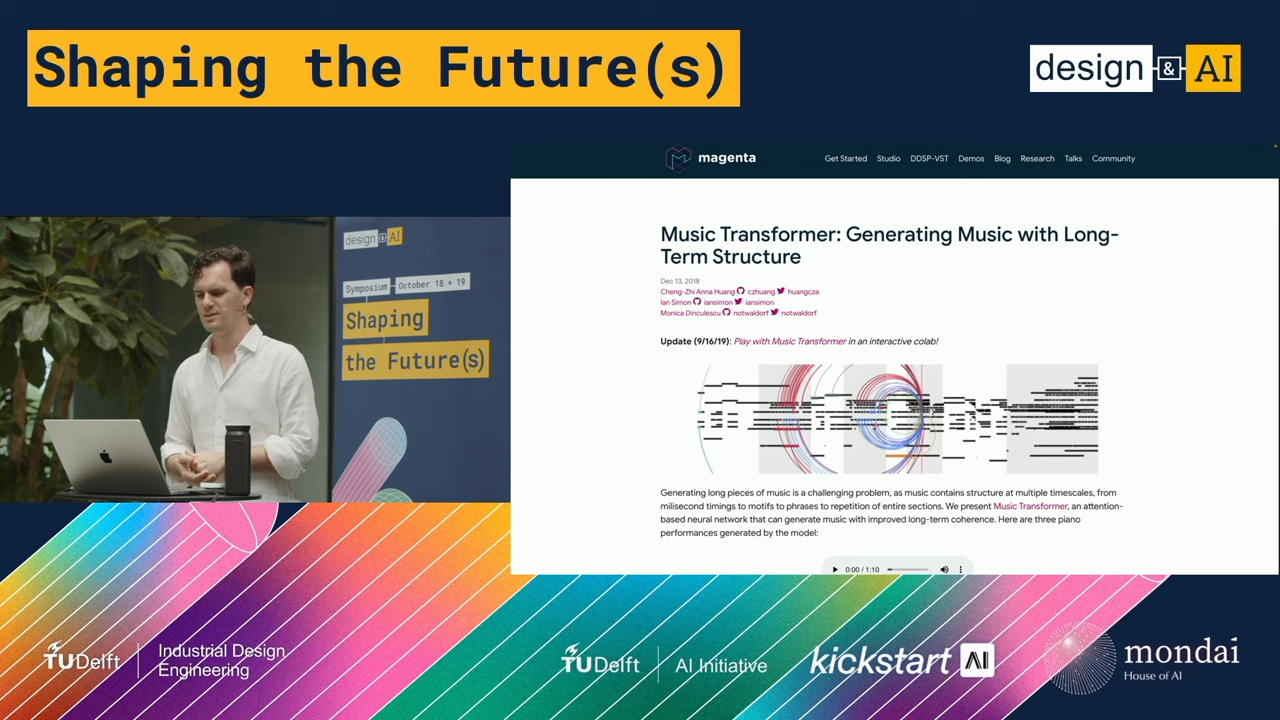 Shaping the Future(s)
design & AI
magenta
Get Started Studio DDSP-VST Demos Blog Research Talks Community
Music Transformer: Generating Music with Long-
Term Structure
Dec 13, 2018
Cheng-Zhi Anna Huang czhuang huangcza
Ian Simon iansimon iansimon
Monica Dinculescu notwaldorf notwaldorf
Update (9/16/19): Play with Music Transformer in an interactive colab!
Generating long pieces of music is a challenging problem, as music contains structure at multiple timescales, from
milisecond timings to motifs to phrases to repetition of entire sections. We present Music Transformer, an attention-
based neural network that can generate music with improved long-term coherence. Here are three piano
performances generated by the model:
0:00 / 1:10
design & AI
Symposium October 18 + 19
Shaping
the Future(s)
TUDelft
Industrial Design
Engineering
TUDelft
AI Initiative
kickstart AI
mondai
House of AI